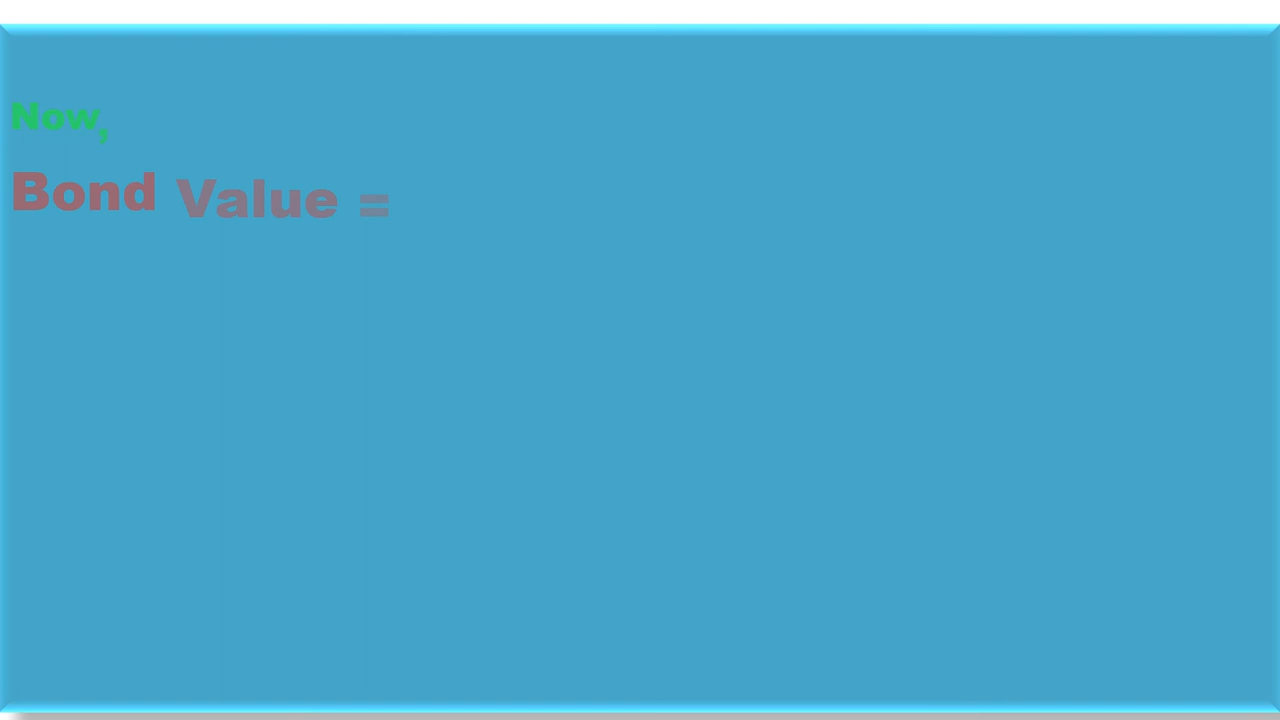 Now,
Bond Value =